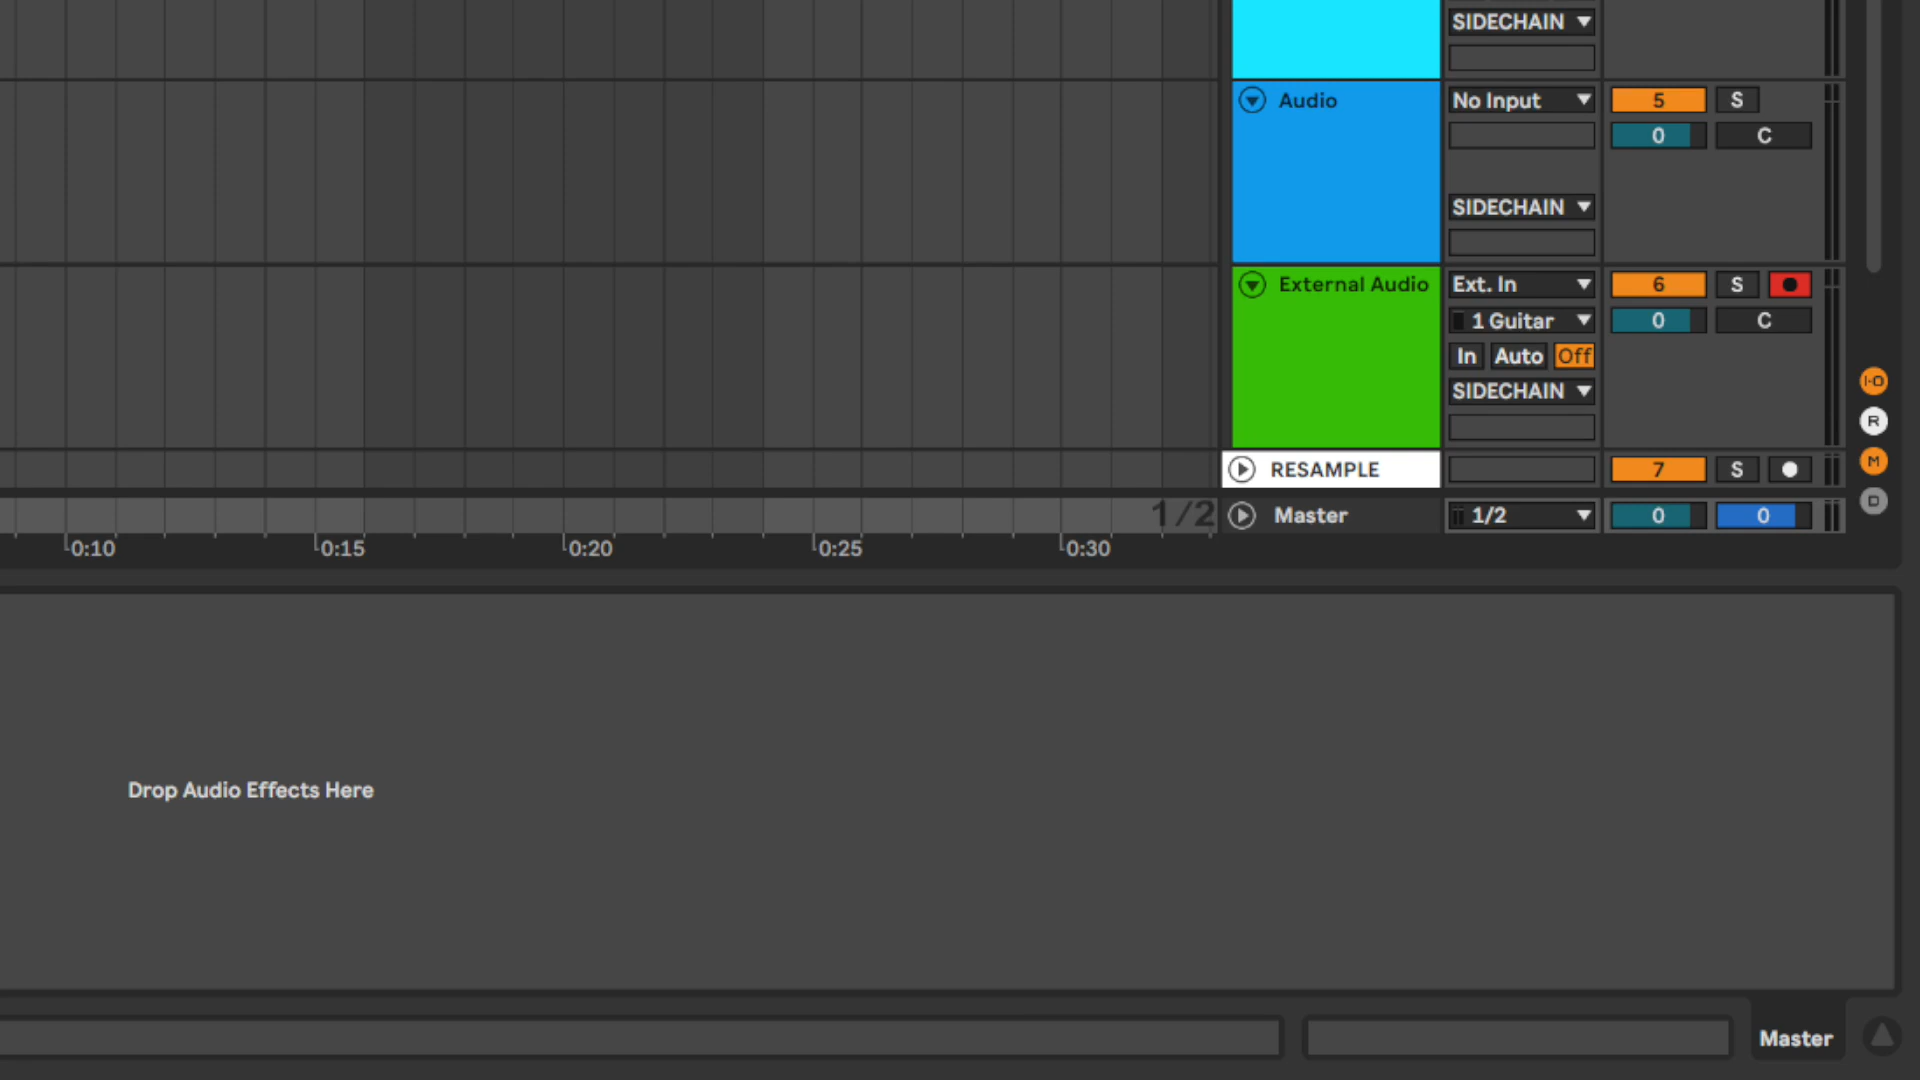 SIDECHAIN
Audio No Input 5 S
0 C
SIDECHAIN
External Audio Ext. In 6 S
1 Guitar 0 C
In Auto Off
SIDECHAIN
I·O
R
RESAMPLE 7 S
M
D
1/2 Master 1/2 0 0
0:10 0:15 0:20 0:25 0:30
Drop Audio Effects Here
Master